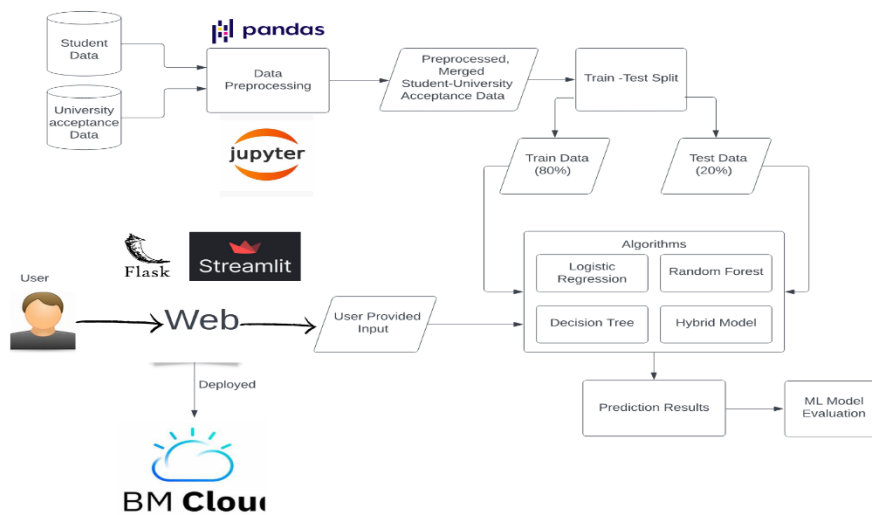 pandas
Student
Data
Data
Preprocessing
Preprocessed,
Merged
Student-University
Acceptance Data
Train -Test Split
University
acceptance
Data
jupyter
Train Data
(80%)
Test Data
(20%)
Algorithms
Logistic
Regression
Random Forest
Decision Tree
Hybrid Model
Flask
Streamlit
User
Web
User Provided
Input
Deployed
Prediction Results
ML Model
Evaluation
BM Cloud